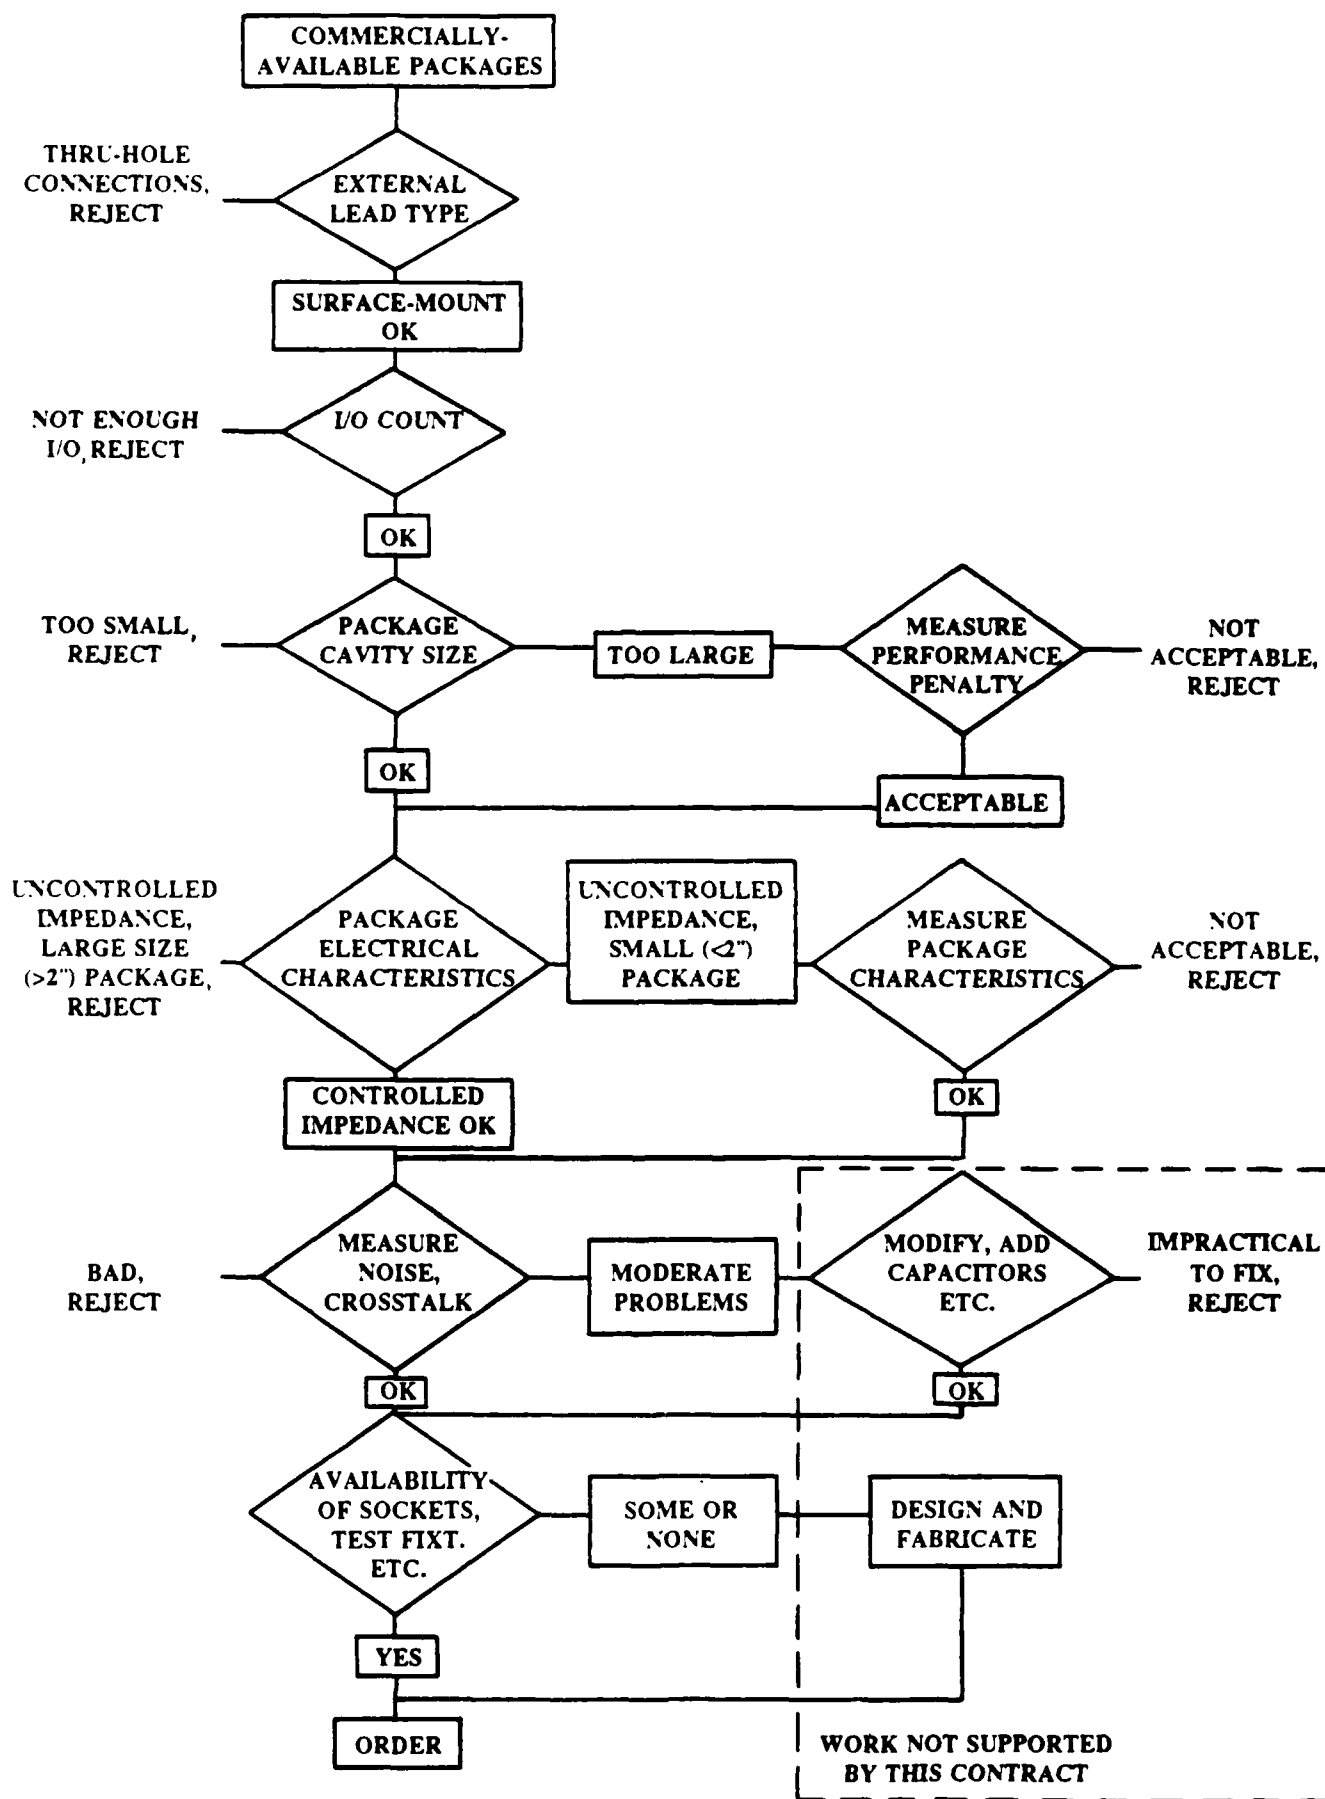 COMMERCIALLY-
AVAILABLE PACKAGES
THRU-HOLE
CONNECTIONS,
REJECT
EXTERNAL
LEAD TYPE
SURFACE-MOUNT
OK
NOT ENOUGH
I/O, REJECT
I/O COUNT
OK
TOO SMALL,
REJECT
PACKAGE
CAVITY SIZE
TOO LARGE
MEASURE
PERFORMANCE
PENALTY
NOT
ACCEPTABLE,
REJECT
OK
ACCEPTABLE
UNCONTROLLED
IMPEDANCE,
LARGE SIZE
(>2") PACKAGE,
REJECT
PACKAGE
ELECTRICAL
CHARACTERISTICS
UNCONTROLLED
IMPEDANCE,
SMALL (<2")
PACKAGE
MEASURE
PACKAGE
CHARACTERISTICS
NOT
ACCEPTABLE,
REJECT
CONTROLLED
IMPEDANCE OK
OK
BAD,
REJECT
MEASURE
NOISE,
CROSSTALK
MODERATE
PROBLEMS
MODIFY, ADD
CAPACITORS
ETC.
IMPRACTICAL
TO FIX,
REJECT
OK
OK
AVAILABILITY
OF SOCKETS,
TEST FIXT.
ETC.
SOME OR
NONE
DESIGN AND
FABRICATE
YES
ORDER
WORK NOT SUPPORTED
BY THIS CONTRACT